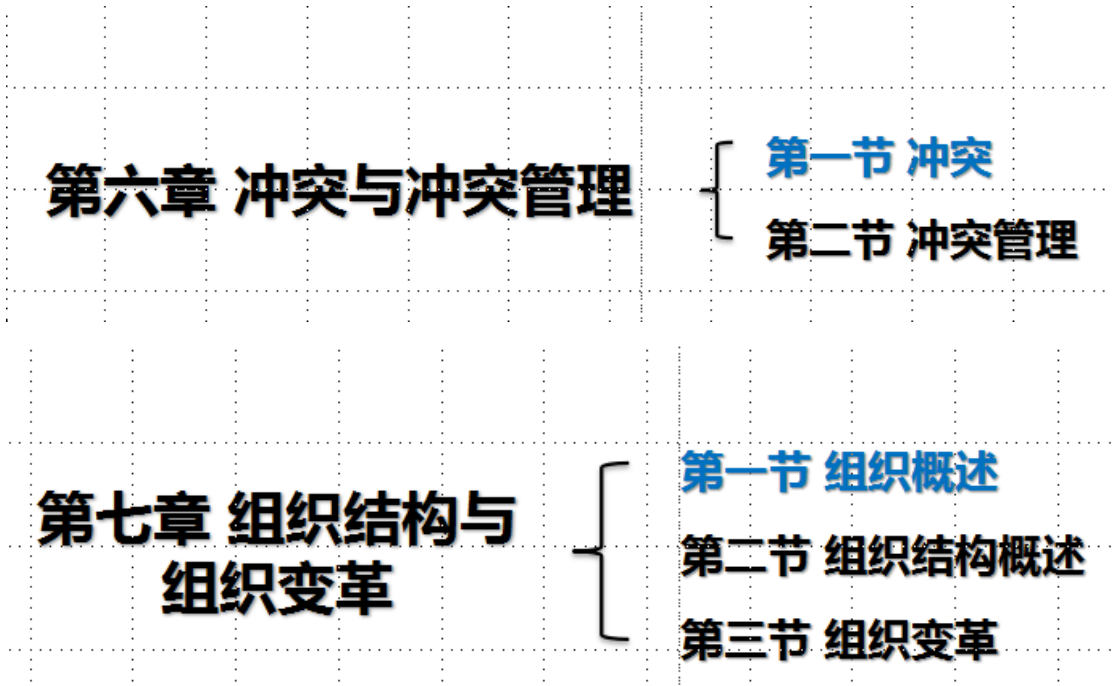 第六章 冲突与冲突管理
第一节 冲突
第二节 冲突管理
第七章 组织结构与
组织变革
第一节 组织概述
第二节 组织结构概述
第三节 组织变革